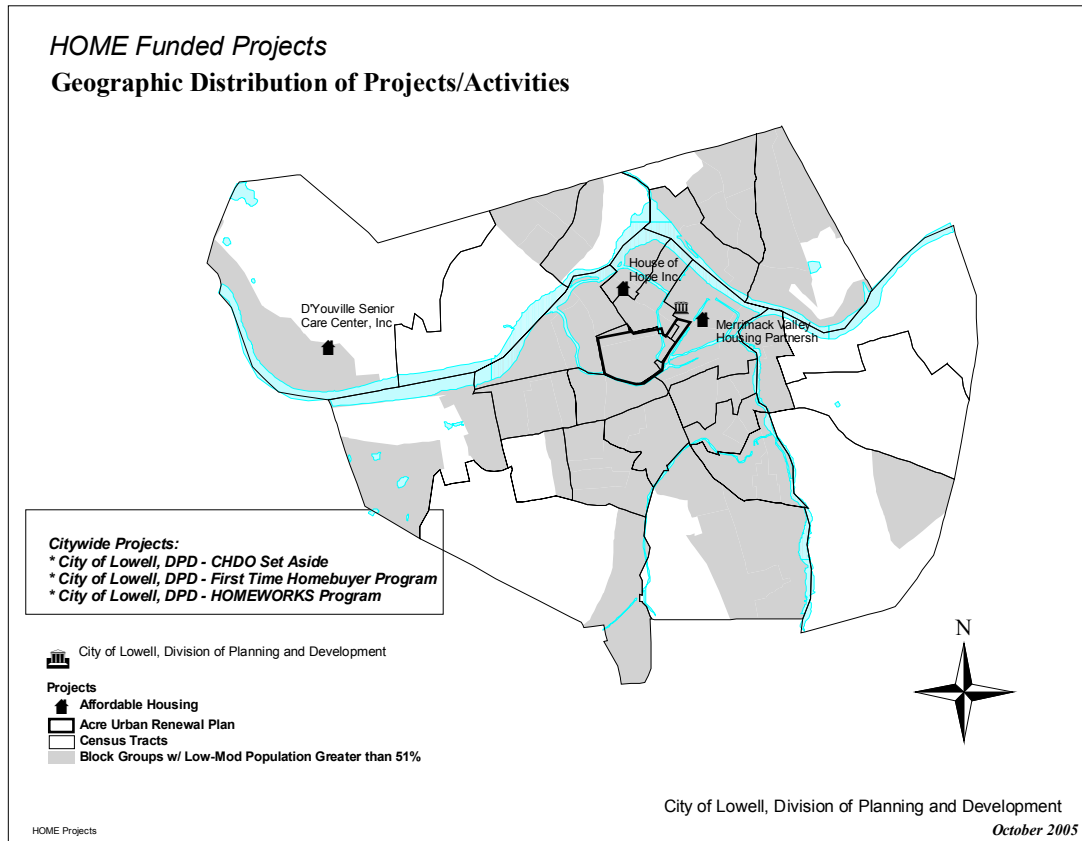 HOME Funded Projects
Geographic Distribution of Projects/Activities
House of
Hope Inc.
D'Youville Senior
Care Center, Inc
Merrimack Valley
Housing Partnersh
Citywide Projects:
* City of Lowell, DPD - CHDO Set Aside
* City of Lowell, DPD - First Time Homebuyer Program
* City of Lowell, DPD - HOMEWORKS Program
City of Lowell, Division of Planning and Development
Projects
Affordable Housing
Acre Urban Renewal Plan
Census Tracts
Block Groups w/ Low-Mod Population Greater than 51%
N
City of Lowell, Division of Planning and Development
HOME Projects
October 2005